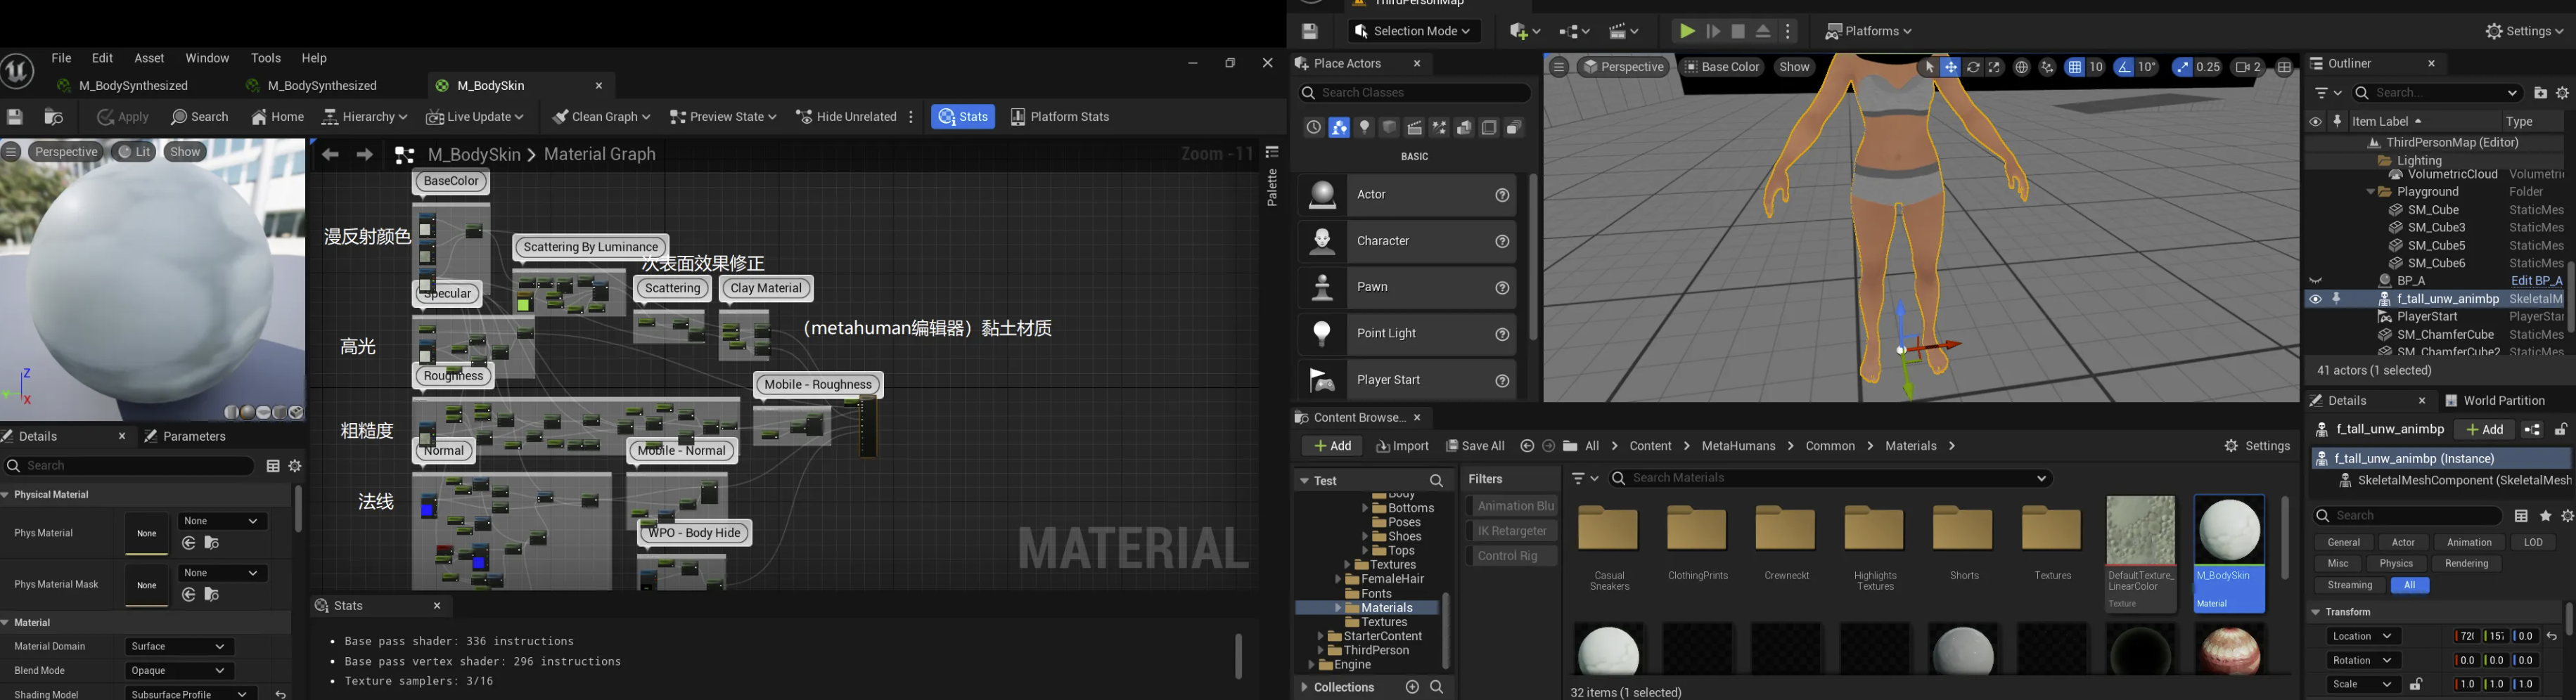 File Edit Asset Window Tools Help
M_BodySynthesized
M_BodySynthesized
M_BodySkin
Apply
Search
Home
Hierarchy
Live Update
Clean Graph
Preview State
Hide Unrelated
Stats
Platform Stats
Perspective
Lit
Show
M_BodySkin > Material Graph
Zoom -11
Palette
BaseColor
漫反射颜色
Scattering By Luminance
次表面效果修正
Specular
Scattering
Clay Material
(metahuman编辑器）黏土材质
高光
Roughness
Mobile - Roughness
粗糙度
Normal
Mobile - Normal
法线
WPO - Body Hide
MATERIAL
Details
Parameters
Search
Physical Material
Phys Material
None
None
Phys Material Mask
None
None
Material
Material Domain
Surface
Blend Mode
Opaque
Shading Model
Subsurface Profile
Stats
Base pass shader: 336 instructions
Base pass vertex shader: 296 instructions
Texture samplers: 3/16
ThirdPersonMap
Selection Mode
Platforms
Settings
Place Actors
Search Classes
BASIC
Actor
Character
Pawn
Point Light
Player Start
Perspective
Base Color
Show
10
10°
0.25
2
Outliner
Search...
Item Label
Type
ThirdPersonMap (Editor)
Lighting
VolumetricCloud
Volumetri
Playground
Folder
SM_Cube
StaticMes
SM_Cube3
StaticMes
SM_Cube5
StaticMes
SM_Cube6
StaticMes
BP_A
Edit BP_A
f_tall_unw_animbp
SkeletalM
PlayerStart
PlayerStar
SM_ChamferCube
StaticMes
SM_ChamferCube2
StaticMes
41 actors (1 selected)
Content Browse...
Add
Import
Save All
All > Content > MetaHumans > Common > Materials >
Settings
Test
Body
Bottoms
Poses
Shoes
Tops
Textures
FemaleHair
Fonts
Materials
Textures
StarterContent
ThirdPerson
Engine
Collections
Filters
Animation Blu
IK Retargeter
Control Rig
Search Materials
Casual
Sneakers
ClothingPrints
Crewneckt
Highlights
Textures
Shorts
Textures
DefaultTexture_
LinearColor
Texture
M_BodySkin
Material
32 items (1 selected)
Details
World Partition
f_tall_unw_animbp
Add
f_tall_unw_animbp (Instance)
SkeletalMeshComponent (SkeletalMesh
Search
General
Actor
Animation
LOD
Misc
Physics
Rendering
Streaming
All
Transform
Location
720
157
0.0
Rotation
0.0
0.0
0.0
Scale
1.0
1.0
1.0